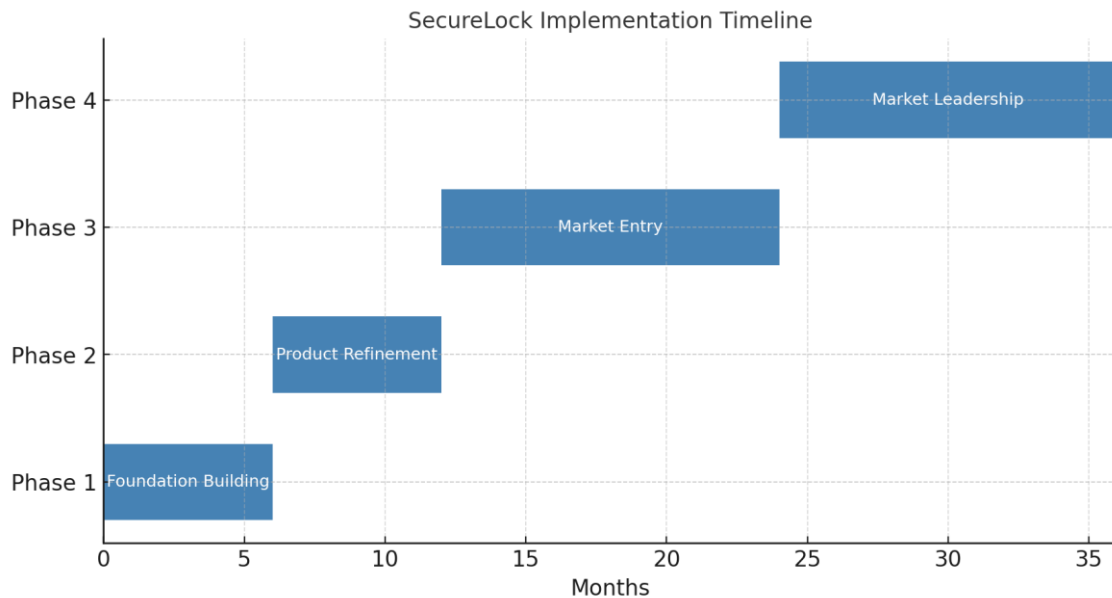 SecureLock Implementation Timeline
Phase 4
Market Leadership
Phase 3
Market Entry
Phase 2
Product Refinement
Phase 1
Foundation Building
0 5 10 15 20 25 30 35
Months